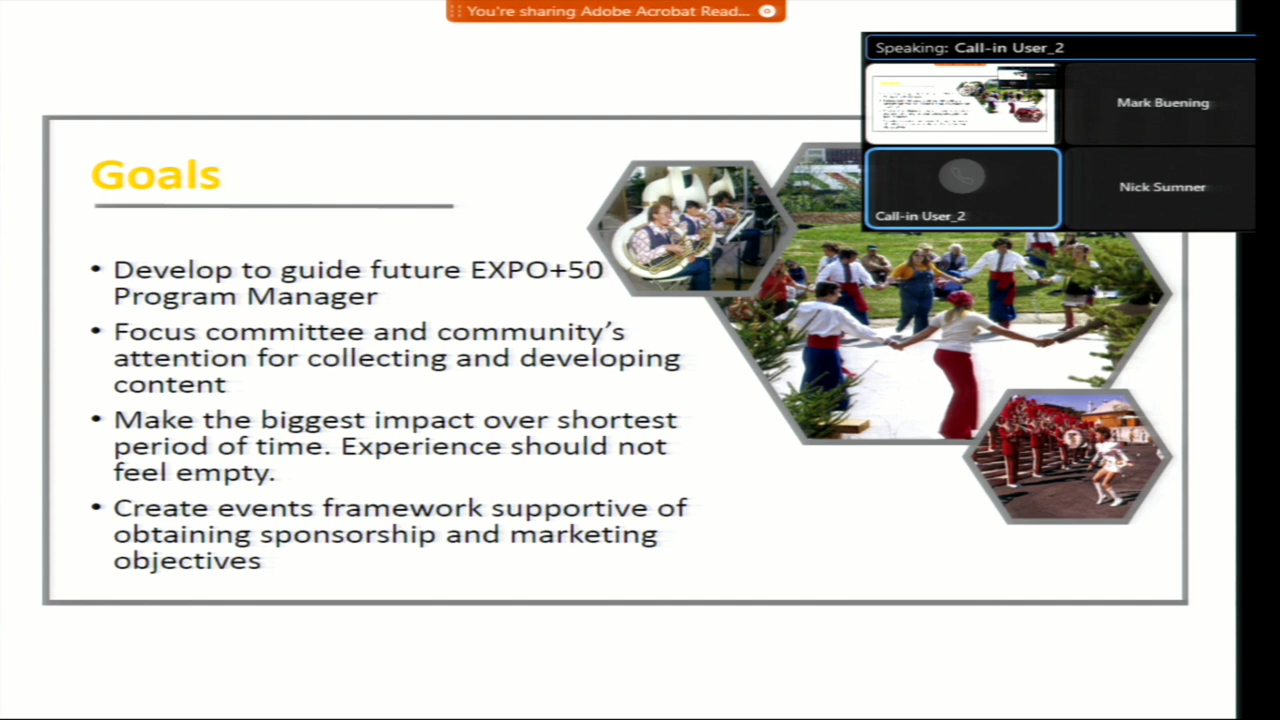 You're sharing Adobe Acrobat Read...
Speaking: Call-in User_2
Mark Buening
Call-in User_2
Nick Sumner
Goals
• Develop to guide future EXPO+50
Program Manager
• Focus committee and community's
attention for collecting and developing
content
• Make the biggest impact over shortest
period of time. Experience should not
feel empty.
• Create events framework supportive of
obtaining sponsorship and marketing
objectives